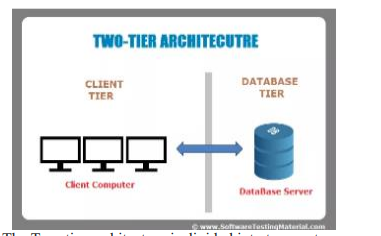 TWO-TIER ARCHITECUTRE
CLIENT
TIER
DATABASE
TIER
Client Computer
DataBase Server
© www.SoftwareTestingMaterial.com